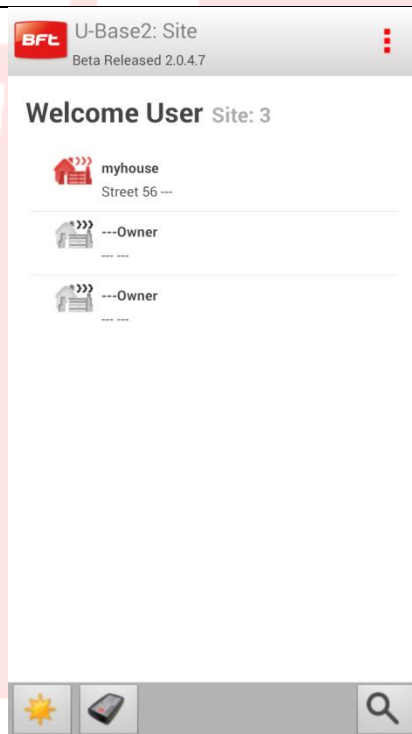 BFt
U-Base2: Site
Beta Released 2.0.4.7
Welcome User Site: 3
myhouse
Street 56 ---
---Owner
--- ---
---Owner
--- ---